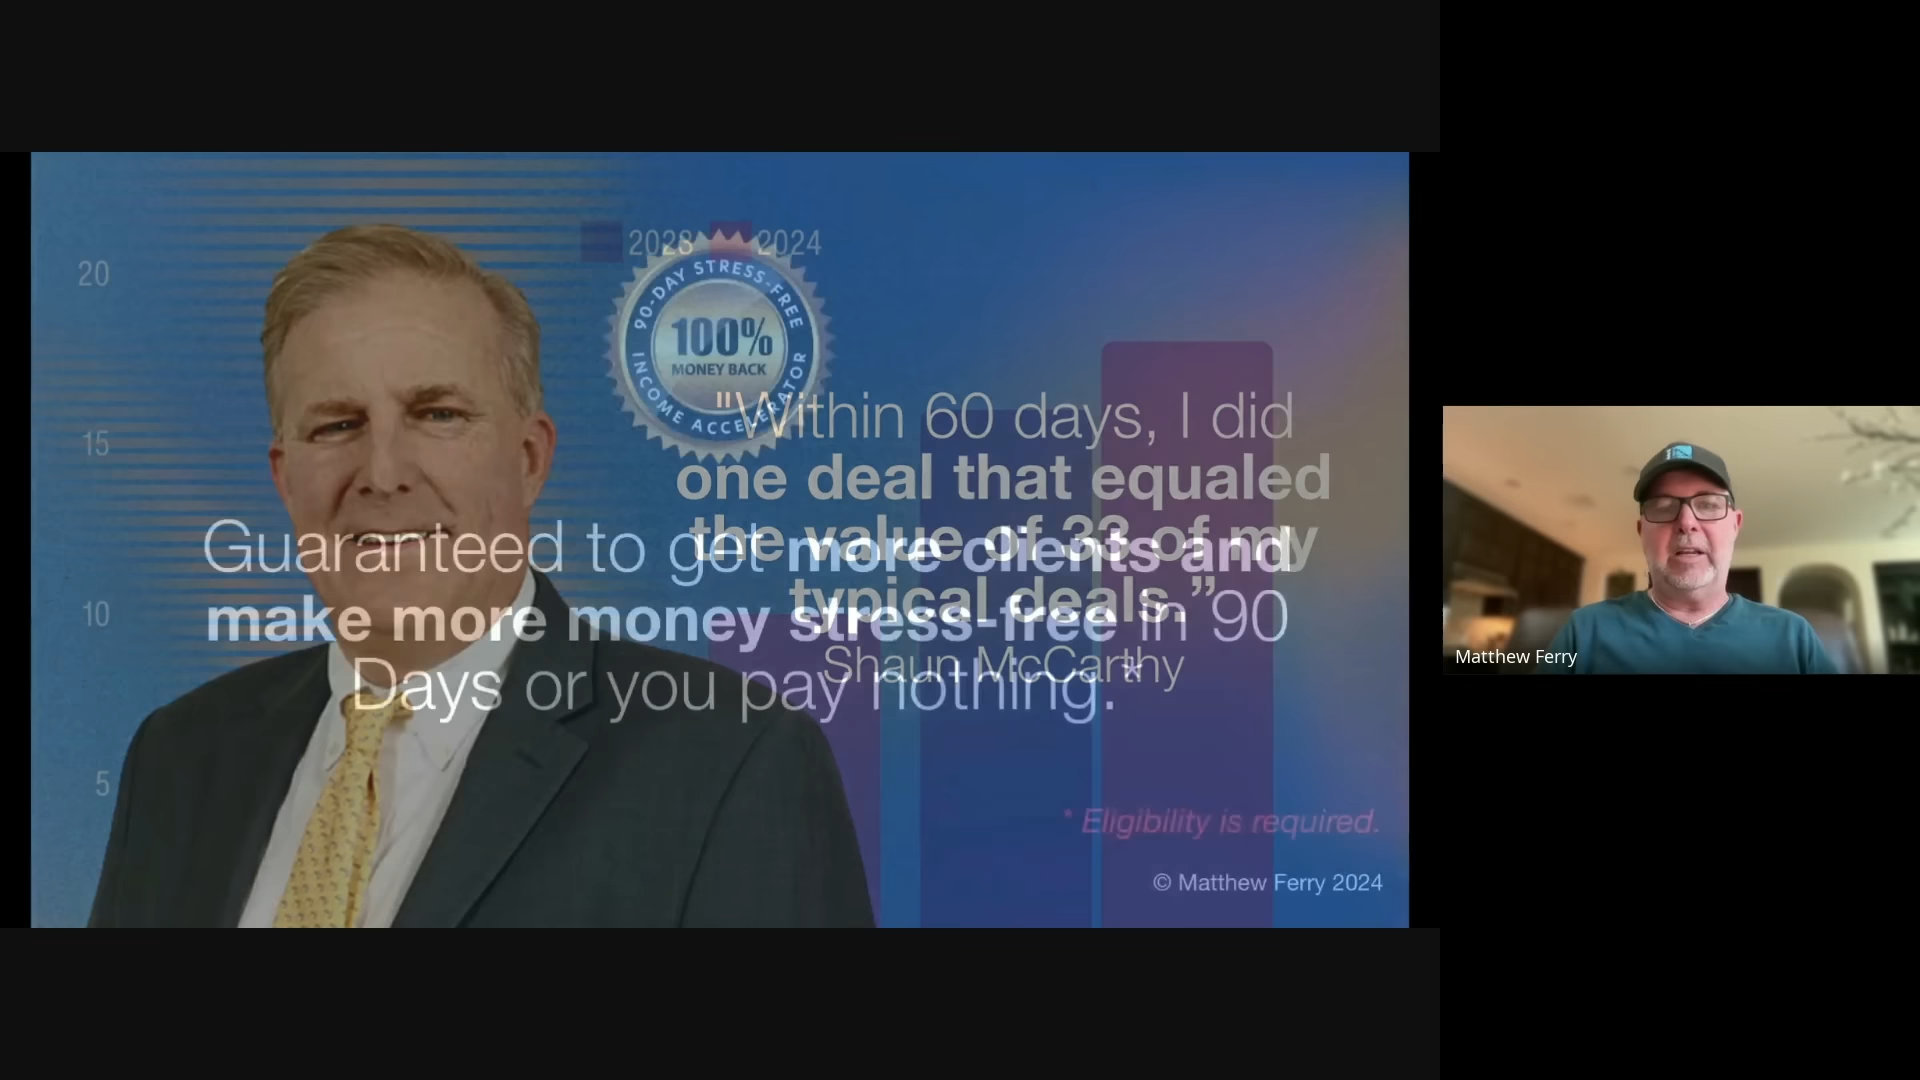 2023
2024
20
15
10
5
90-DAY STRESS-FREE
100%
MONEY BACK
INCOME ACCELERATOR
"Within 60 days, I did
one deal that equaled
the value of 33 of my
typical deals.”
Shaun McCarthy
Guaranteed to get more clients and
make more money stress-free in 90
Days or you pay nothing.*
* Eligibility is required.
© Matthew Ferry 2024
Matthew Ferry